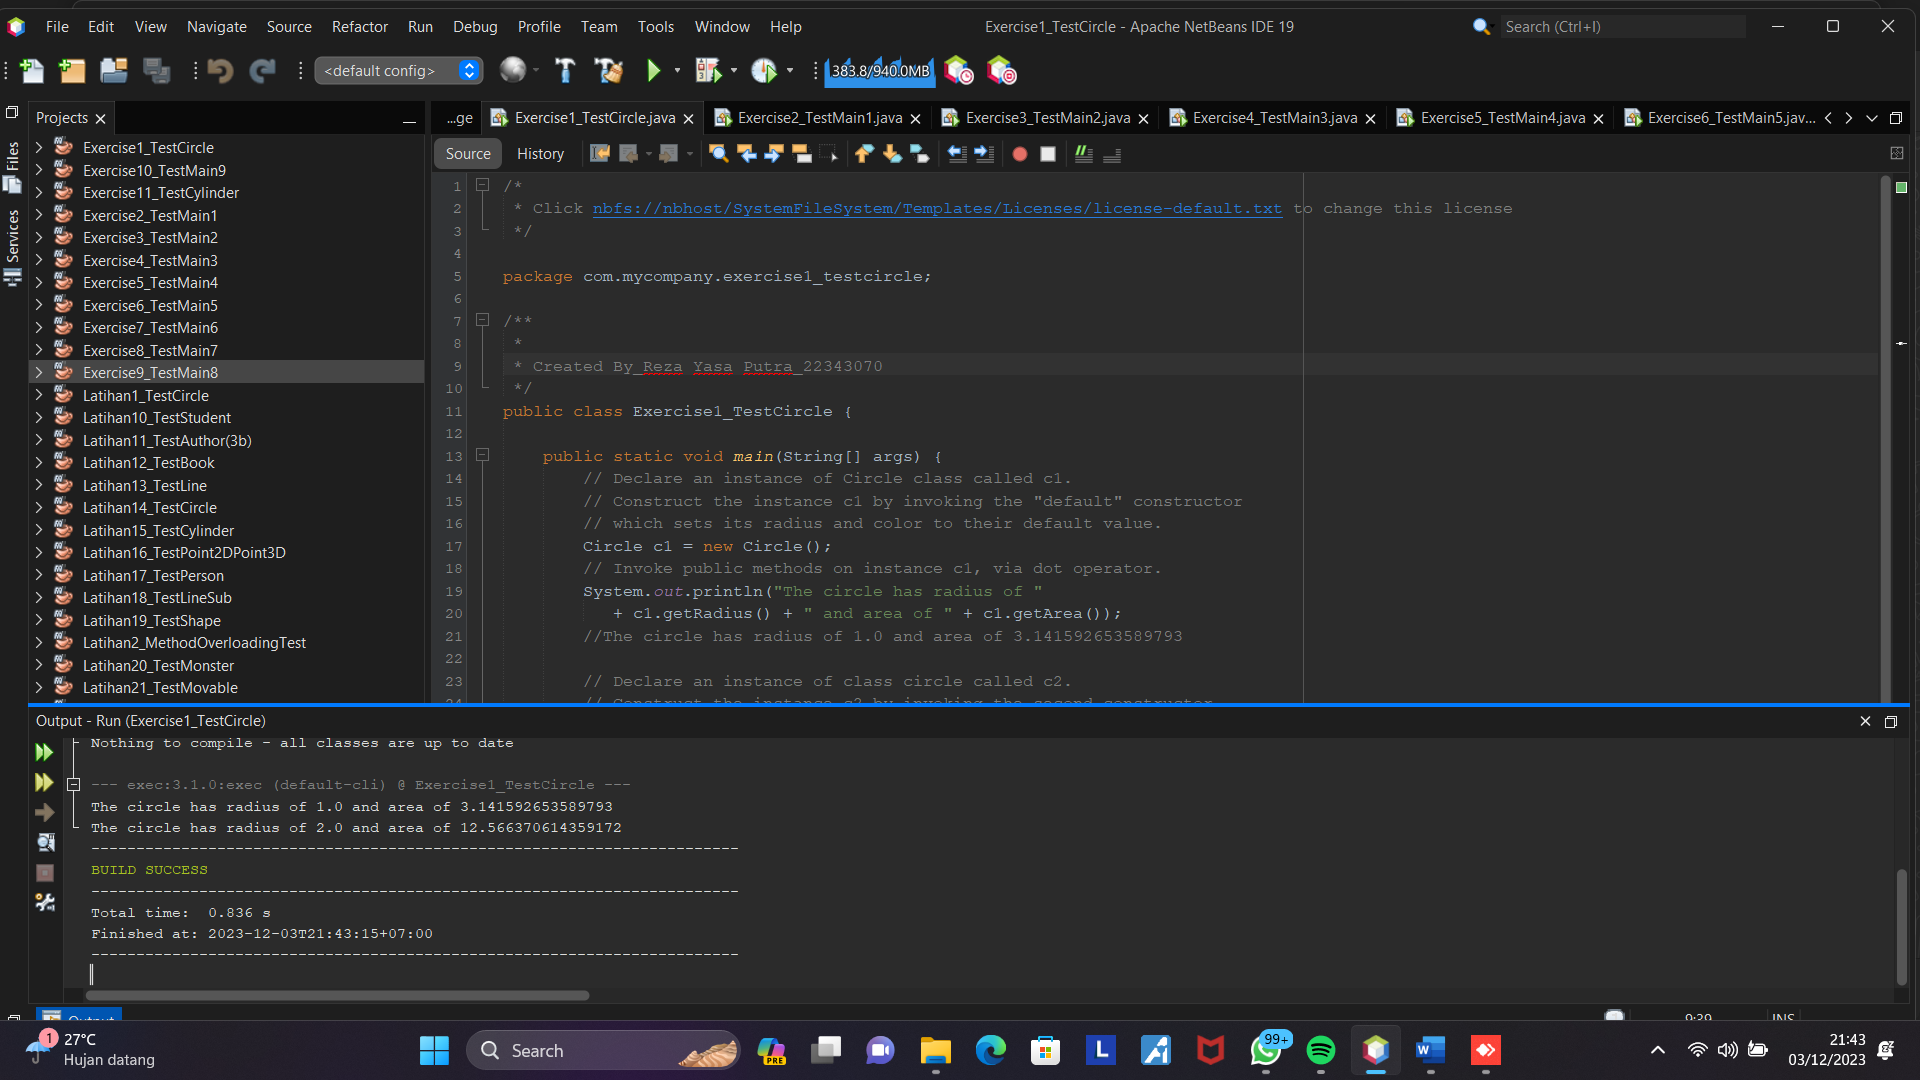 File Edit View Navigate Source Refactor Run Debug Profile Team Tools Window Help
Exercise1_TestCircle - Apache NetBeans IDE 19
Search (Ctrl+I)
<default config>
383.8/940.0MB
Files
Services
Projects
Exercise1_TestCircle
Exercise10_TestMain9
Exercise11_TestCylinder
Exercise2_TestMain1
Exercise3_TestMain2
Exercise4_TestMain3
Exercise5_TestMain4
Exercise6_TestMain5
Exercise7_TestMain6
Exercise8_TestMain7
Exercise9_TestMain8
Latihan1_TestCircle
Latihan10_TestStudent
Latihan11_TestAuthor(3b)
Latihan12_TestBook
Latihan13_TestLine
Latihan14_TestCircle
Latihan15_TestCylinder
Latihan16_TestPoint2DPoint3D
Latihan17_TestPerson
Latihan18_TestLineSub
Latihan19_TestShape
Latihan2_MethodOverloadingTest
Latihan20_TestMonster
Latihan21_TestMovable
...ge Exercise1_TestCircle.java Exercise2_TestMain1.java Exercise3_TestMain2.java Exercise4_TestMain3.java Exercise5_TestMain4.java Exercise6_TestMain5.jav...
Source History
1 /*
2 * Click nbfs://nbhost/SystemFileSystem/Templates/Licenses/license-default.txt to change this license
3 */
4
5 package com.mycompany.exercise1_testcircle;
6
7 /**
8 *
9 * Created By_Reza Yasa Putra_22343070
10 */
11 public class Exercise1_TestCircle {
12
13 public static void main(String[] args) {
14 // Declare an instance of Circle class called c1.
15 // Construct the instance c1 by invoking the "default" constructor
16 // which sets its radius and color to their default value.
17 Circle c1 = new Circle();
18 // Invoke public methods on instance c1, via dot operator.
19 System.out.println("The circle has radius of "
20 + c1.getRadius() + " and area of " + c1.getArea());
21 //The circle has radius of 1.0 and area of 3.141592653589793
22
23 // Declare an instance of class circle called c2.
24 // Construct the instance c2 by invoking the second constructor
Output - Run (Exercise1_TestCircle)
Nothing to compile - all classes are up to date
--- exec:3.1.0:exec (default-cli) @ Exercise1_TestCircle ---
The circle has radius of 1.0 and area of 3.141592653589793
The circle has radius of 2.0 and area of 12.566370614359172
------------------------------------------------------------------------
BUILD SUCCESS
------------------------------------------------------------------------
Total time: 0.836 s
Finished at: 2023-12-03T21:43:15+07:00
------------------------------------------------------------------------
Output
9:39 INS
1
27°C
Hujan datang
Search
PRE
L
99+
W
21:43
03/12/2023